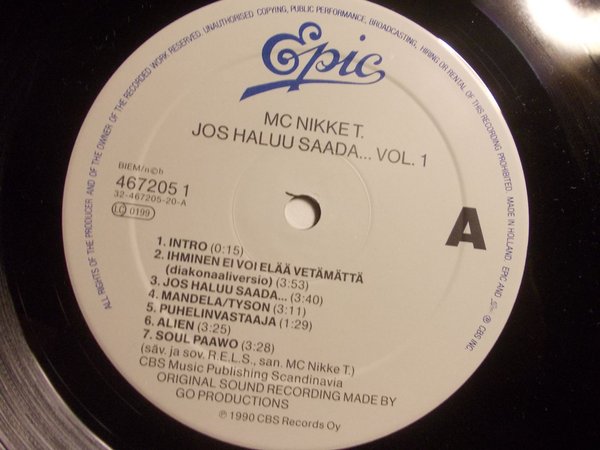 ALL RIGHTS OF THE PRODUCER AND OF THE OWNER OF THE RECORDED WORK RESERVED. UNAUTHORISED COPYING, PUBLIC PERFORMANCE, BROADCASTING, HIRING OR RENTAL OF THIS RECORDING PROHIBITED. MADE IN HOLLAND. EPIC AND ℗ CBS INC.
Epic
MC NIKKE T.
JOS HALUU SAADA... VOL. 1
BIEM/n©b
467205 1
32-467205-20-A
LC 0199
A
1. INTRO (0:15)
2. IHMINEN EI VOI ELÄÄ VETÄMÄTTÄ
(diakonaaliversio) (3:53)
3. JOS HALUU SAADA... (3:40)
4. MANDELA/TYSON (3:11)
5. PUHELINVASTAAJA (1:29)
6. ALIEN (3:25)
7. SOUL PAAWO (3:28)
(säv. ja sov. R.E.L.S., san. MC Nikke T.)
CBS Music Publishing Scandinavia
ORIGINAL SOUND RECORDING MADE BY
GO PRODUCTIONS
℗ 1990 CBS Records Oy